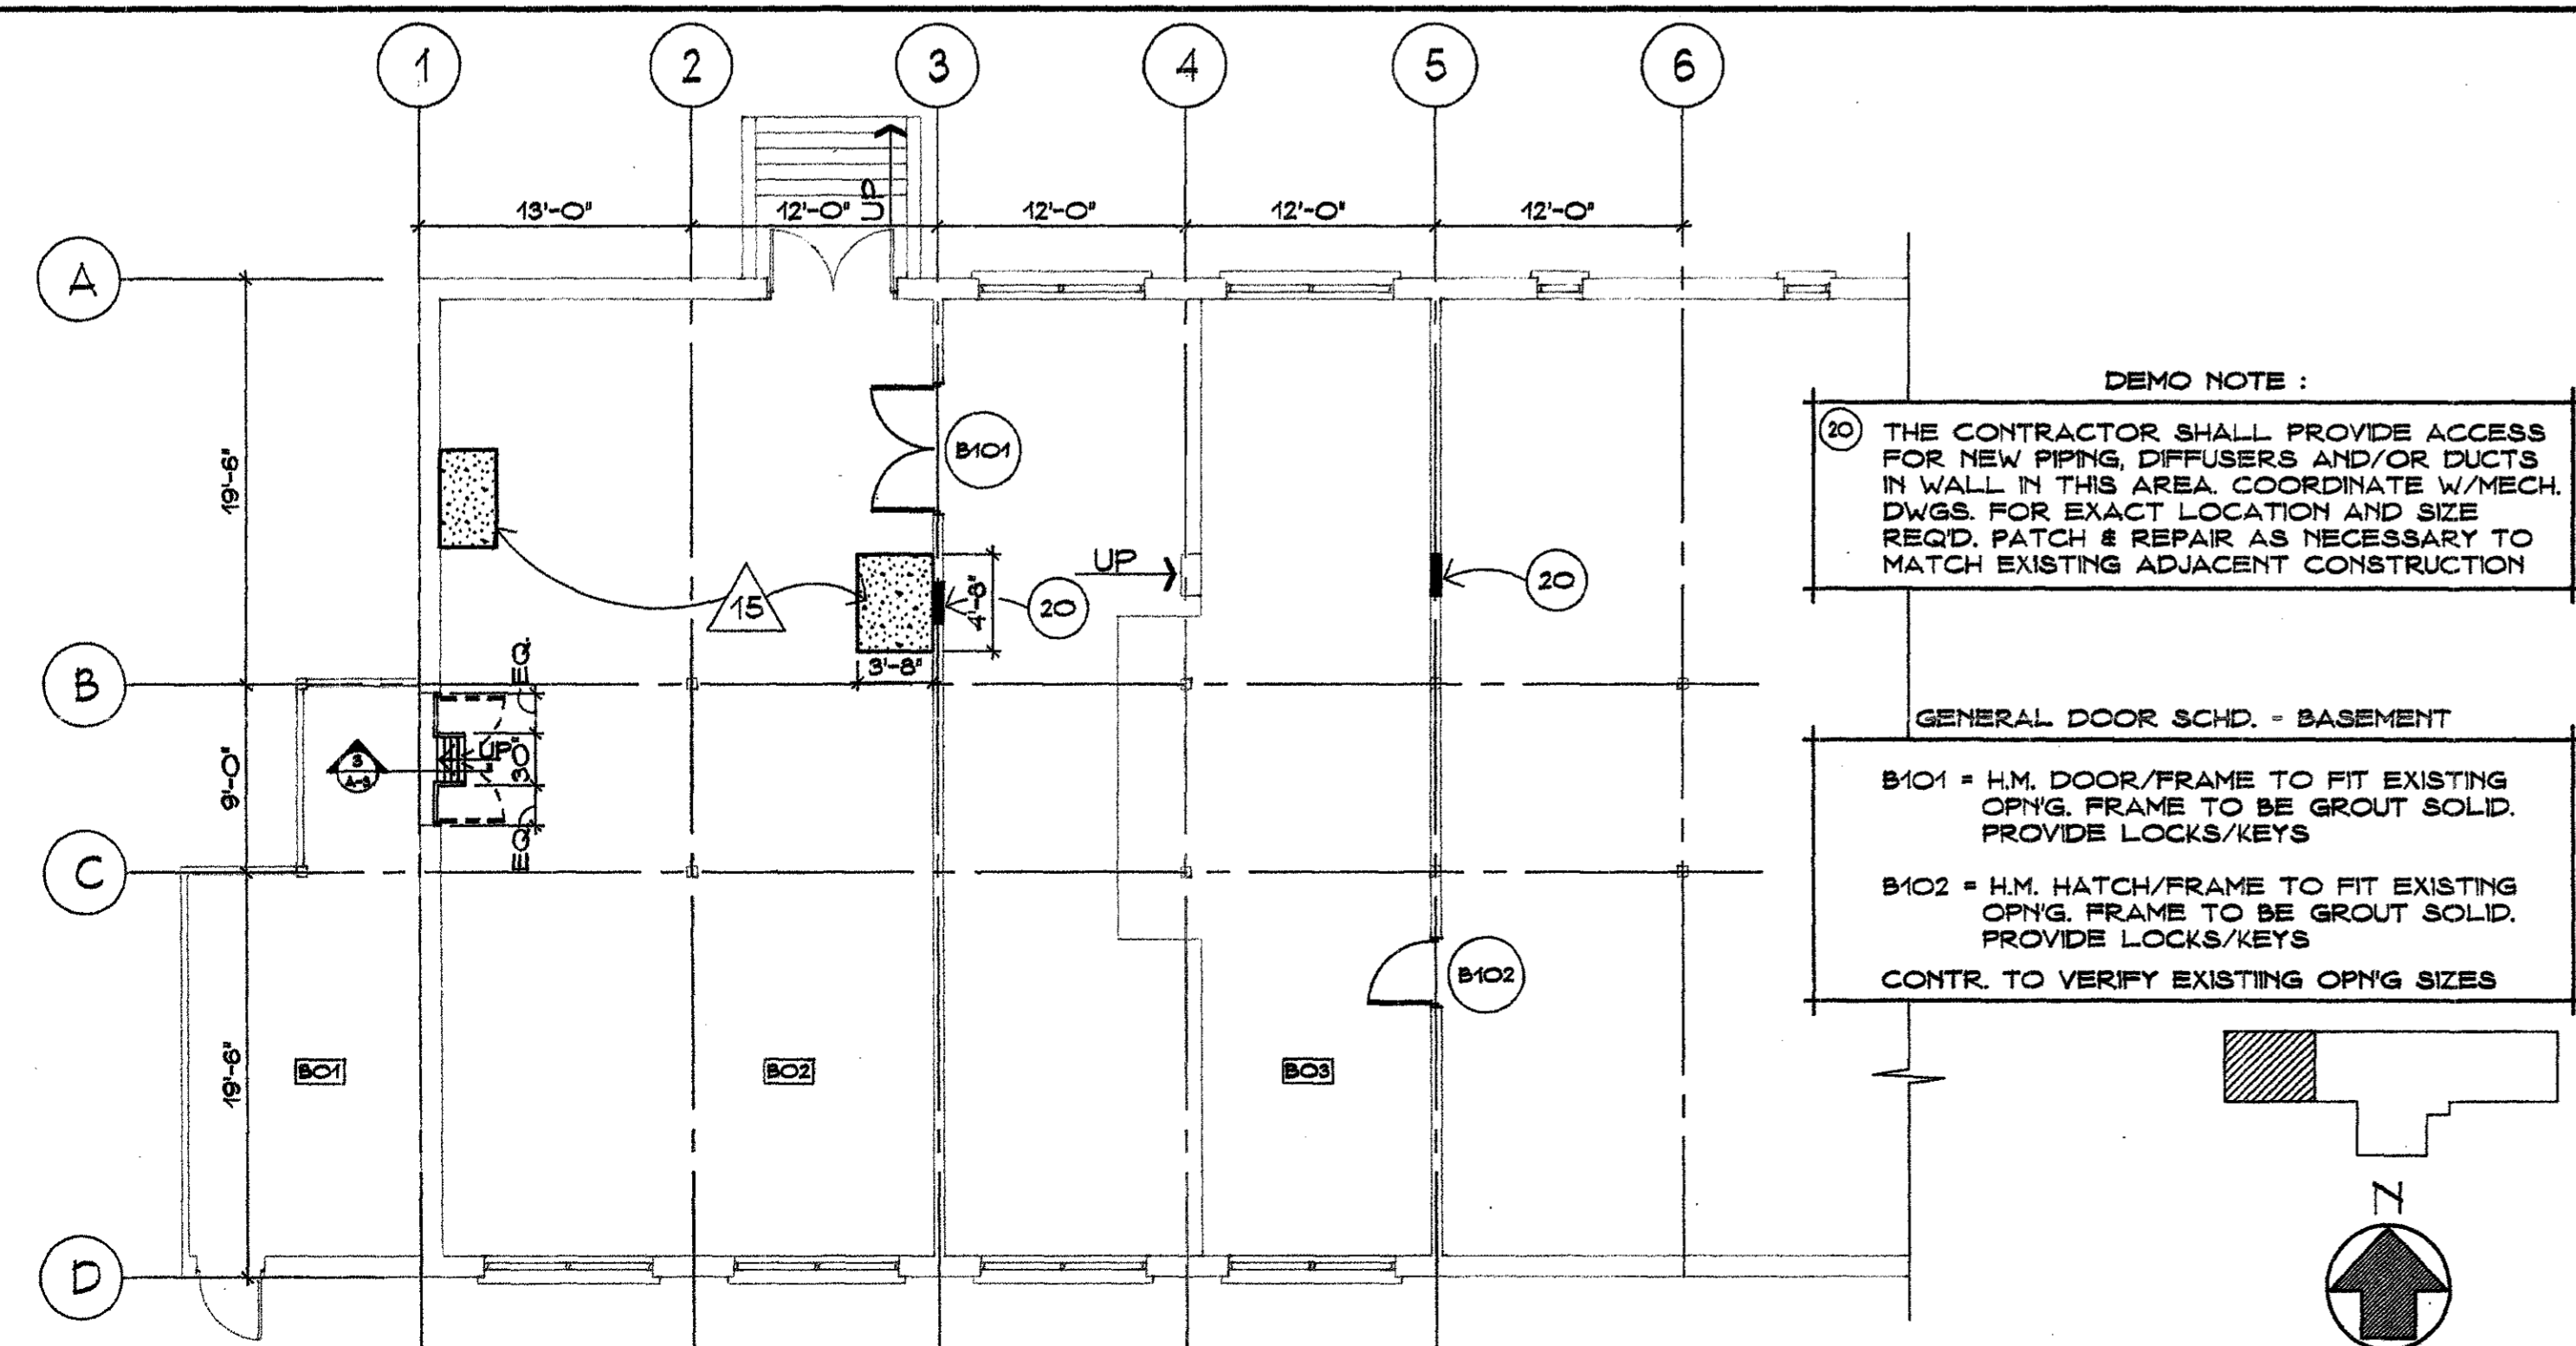 1 2 3 4 5 6
UP
13'-0" 12'-0" 12'-0" 12'-0" 12'-0"
A
19'-6"
B101
UP
15
20
4'-8"
20
3'-8"
B
EQ.
UP
30"
3
EQ.
9'-0"
C
B102
19'-6"
B01
B02
B03
D
DEMO NOTE :
20 THE CONTRACTOR SHALL PROVIDE ACCESS
FOR NEW PIPING, DIFFUSERS AND/OR DUCTS
IN WALL IN THIS AREA. COORDINATE W/MECH.
DWGS. FOR EXACT LOCATION AND SIZE
REQ'D. PATCH & REPAIR AS NECESSARY TO
MATCH EXISTING ADJACENT CONSTRUCTION
GENERAL DOOR SCHD. - BASEMENT
B101 = H.M. DOOR/FRAME TO FIT EXISTING
OPN'G. FRAME TO BE GROUT SOLID.
PROVIDE LOCKS/KEYS
B102 = H.M. HATCH/FRAME TO FIT EXISTING
OPN'G. FRAME TO BE GROUT SOLID.
PROVIDE LOCKS/KEYS
CONTR. TO VERIFY EXISTIING OPN'G SIZES
N